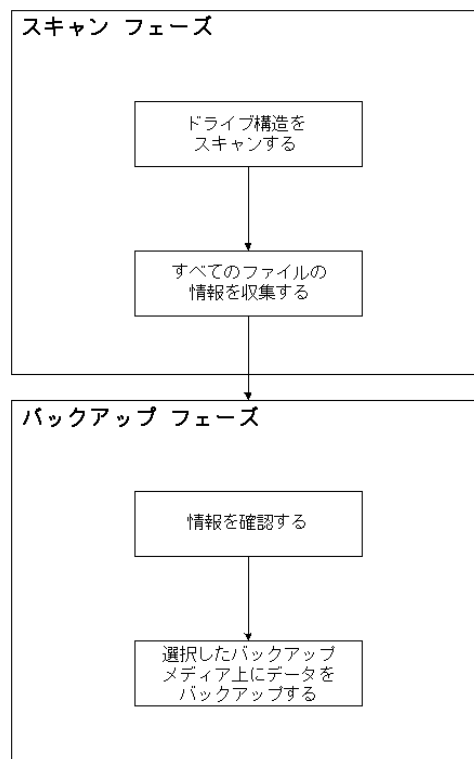 スキャン フェーズ
ドライブ構造を
スキャンする
すべてのファイルの
情報を収集する
バックアップ フェーズ
情報を確認する
選択したバックアップ
メディア上にデータを
バックアップする